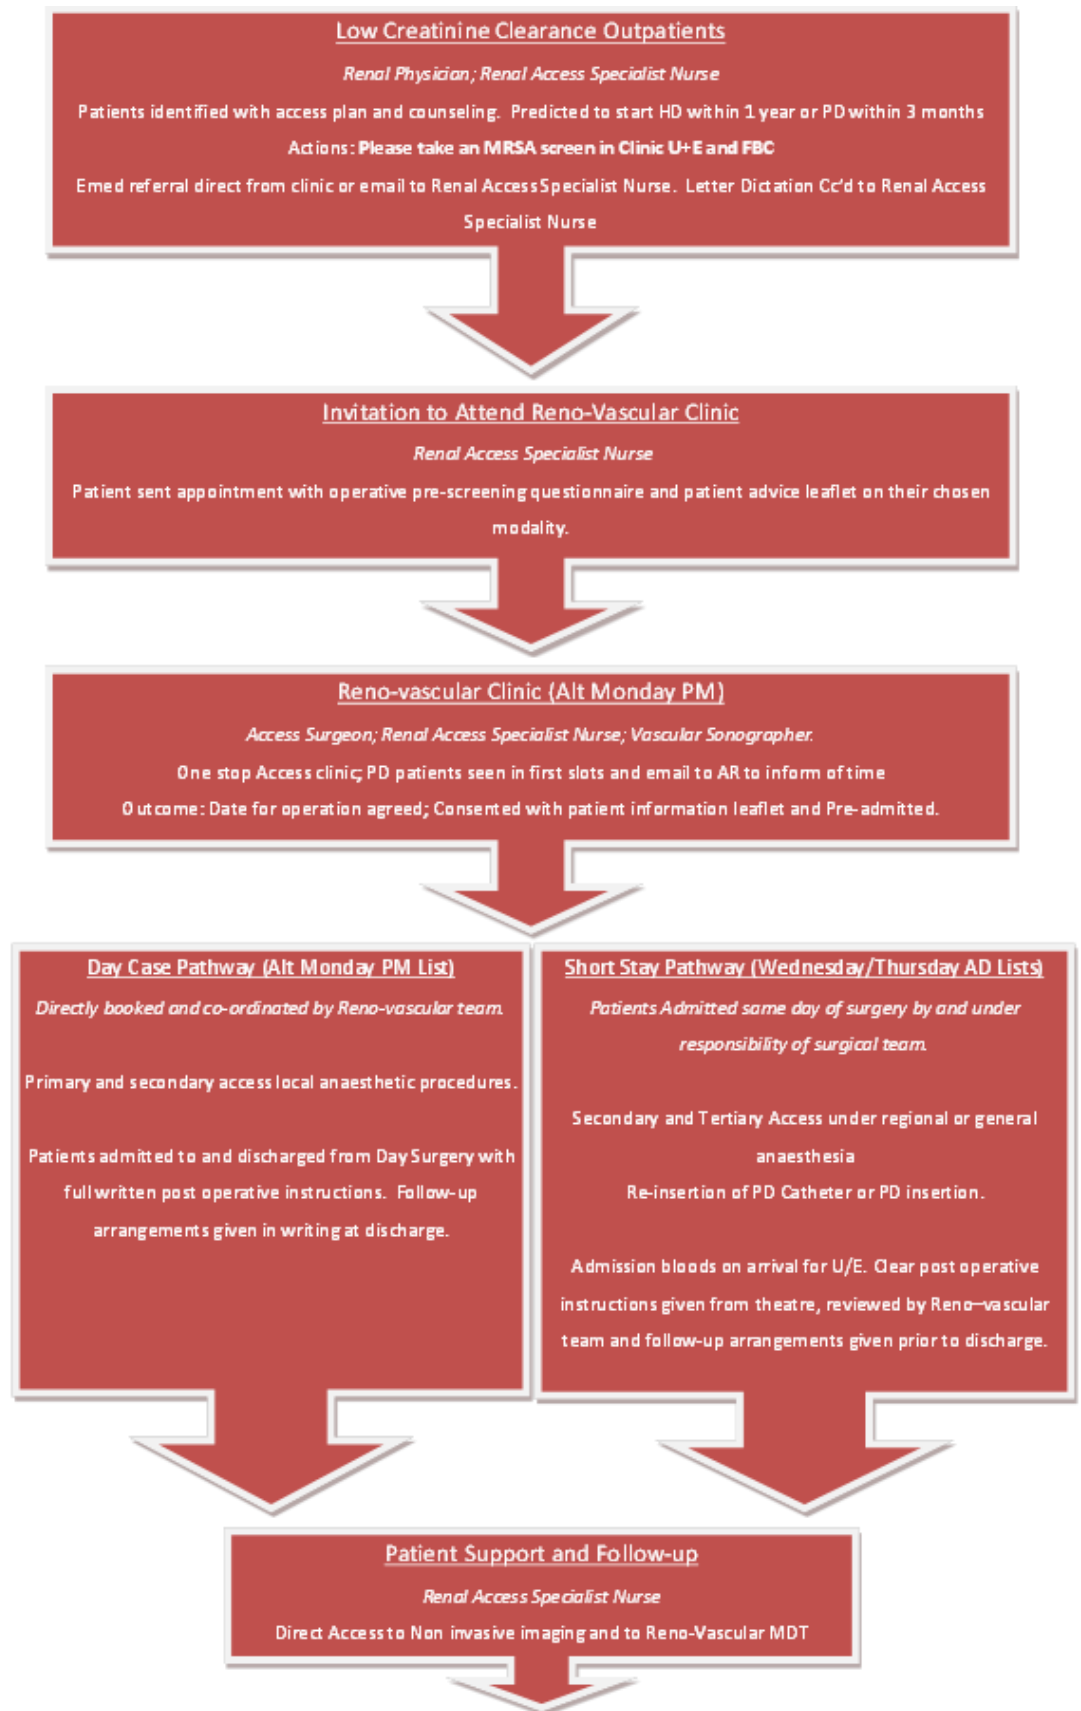 Low Creatinine Clearance Outpatients
Renal Physician; Renal Access Specialist Nurse
Patients identified with access plan and counseling. Predicted to start HD within 1 year or PD within 3 months
Actions: Please take an MRSA screen in Clinic U+E and FBC
Emed referral direct from clinic or email to Renal Access Specialist Nurse. Letter Dictation Cc'd to Renal Access
Specialist Nurse
Invitation to Attend Reno-Vascular Clinic
Renal Access Specialist Nurse
Patient sent appointment with operative pre-screening questionnaire and patient advice leaflet on their chosen
modality.
Reno-vascular Clinic (Alt Monday PM)
Access Surgeon; Renal Access Specialist Nurse; Vascular Sonographer.
One stop Access clinic; PD patients seen in first slots and email to AR to inform of time
Outcome: Date for operation agreed; Consented with patient information leaflet and Pre-admitted.
Day Case Pathway (Alt Monday PM List)
Directly booked and co-ordinated by Reno-vascular team.
Primary and secondary access local anaesthetic procedures.
Patients admitted to and discharged from Day Surgery with
full written post operative instructions. Follow-up
arrangements given in writing at discharge.
Short Stay Pathway (Wednesday/Thursday AD Lists)
Patients Admitted same day of surgery by and under
responsibility of surgical team.
Secondary and Tertiary Access under regional or general
anaesthesia
Re-insertion of PD Catheter or PD insertion.
Admission bloods on arrival for U/E. Clear post operative
instructions given from theatre, reviewed by Reno-vascular
team and follow-up arrangements given prior to discharge.
Patient Support and Follow-up
Renal Access Specialist Nurse
Direct Access to Non invasive imaging and to Reno-Vascular MDT